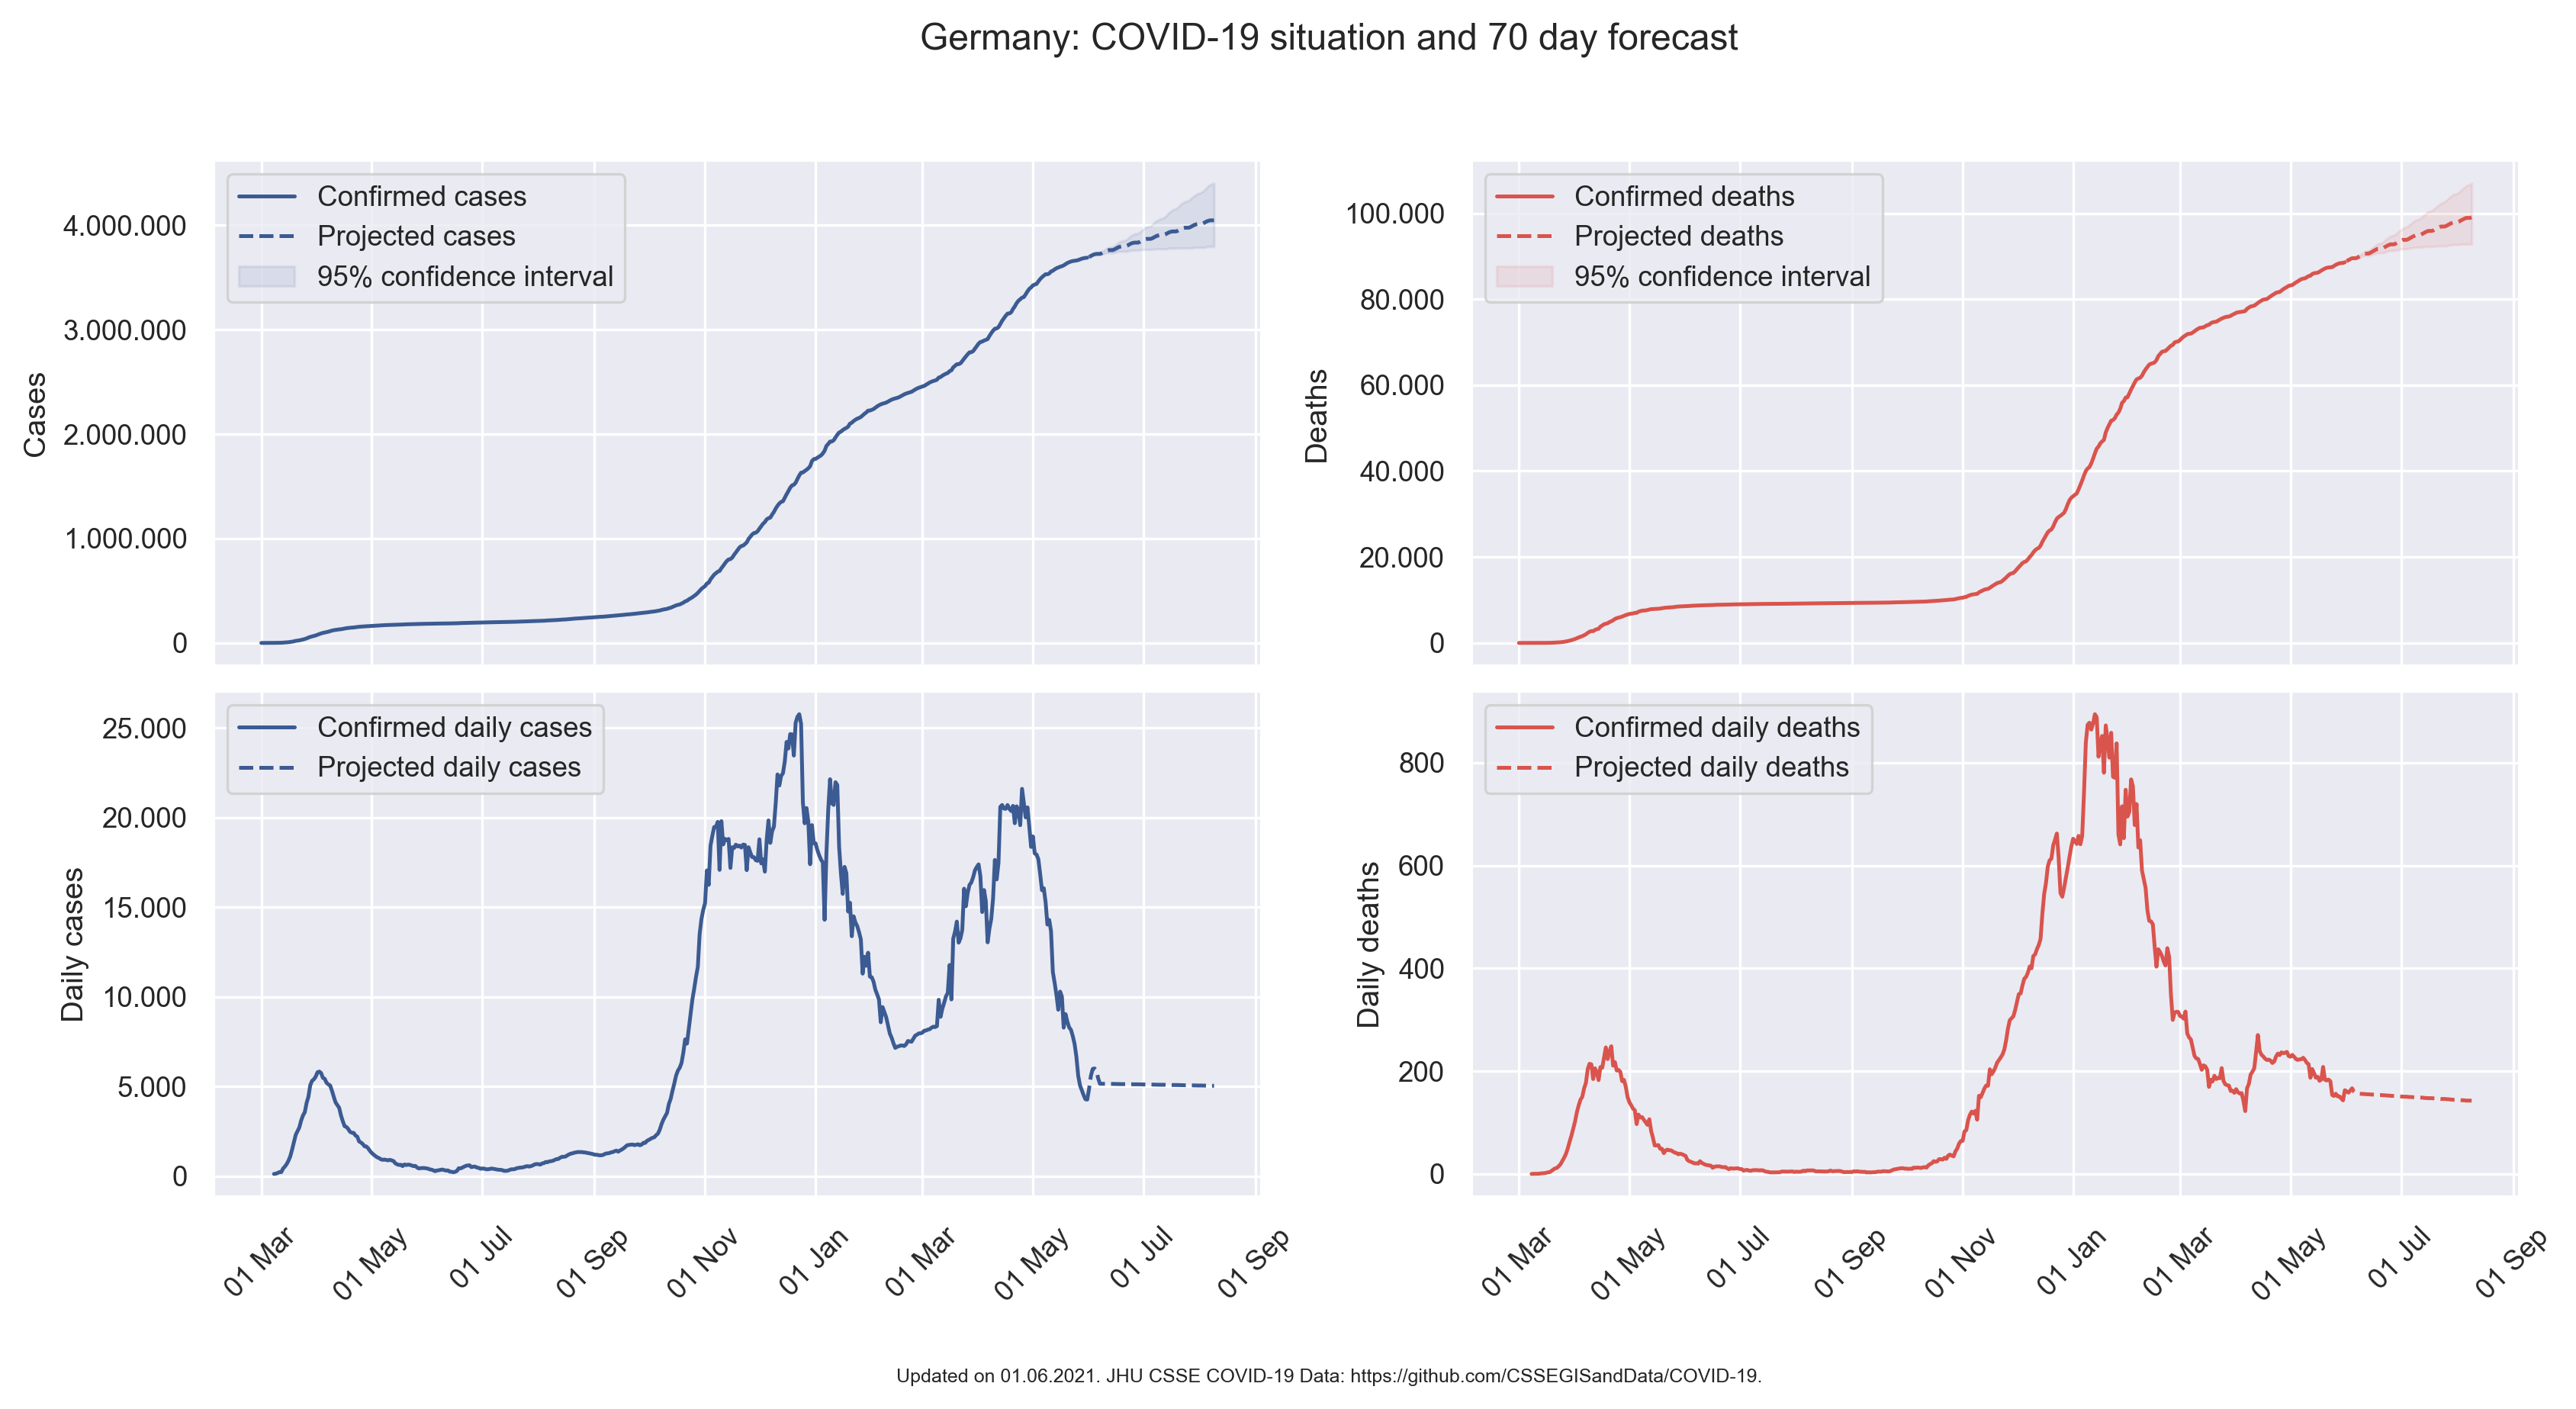 Germany: COVID-19 situation and 70 day forecast
Cases
4.000.000
3.000.000
2.000.000
1.000.000
0
Confirmed cases
Projected cases
95% confidence interval
Deaths
100.000
80.000
60.000
40.000
20.000
0
Confirmed deaths
Projected deaths
95% confidence interval
Daily cases
25.000
20.000
15.000
10.000
5.000
0
Confirmed daily cases
Projected daily cases
01 Mar
01 May
01 Jul
01 Sep
01 Nov
01 Jan
01 Mar
01 May
01 Jul
01 Sep
Daily deaths
800
600
400
200
0
Confirmed daily deaths
Projected daily deaths
01 Mar
01 May
01 Jul
01 Sep
01 Nov
01 Jan
01 Mar
01 May
01 Jul
01 Sep
Updated on 01.06.2021. JHU CSSE COVID-19 Data: https://github.com/CSSEGISandData/COVID-19.